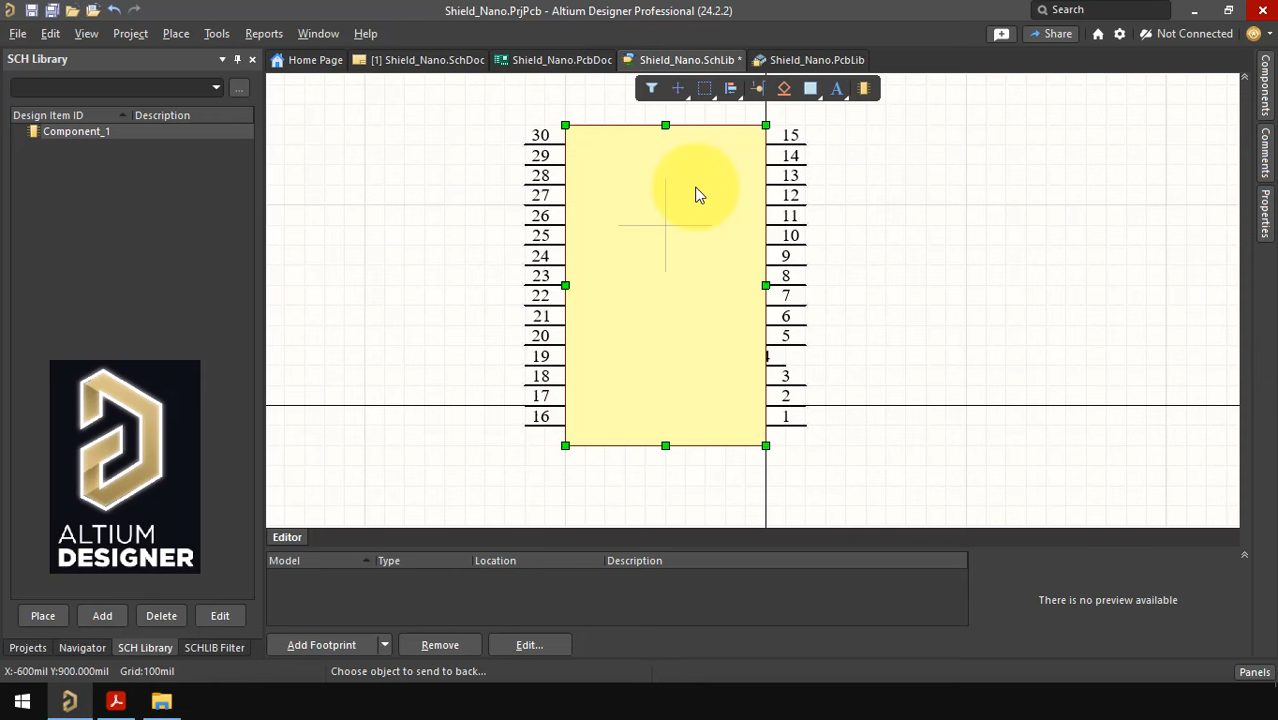 Shield_Nano.PrjPcb - Altium Designer Professional (24.2.2)
Search
File Edit View Project Place Tools Reports Window Help
Share
Not Connected
SCH Library
Home Page
[1] Shield_Nano.SchDoc
Shield_Nano.PcbDoc
Shield_Nano.SchLib *
Shield_Nano.PcbLib
...
Design Item ID
Description
Component_1
A
30 15
29 14
28 13
27 12
26 11
25 10
24 9
23 8
22 7
21 6
20 5
19 4
18 3
17 2
16 1
Components
Comments
Properties
ALTIUM
DESIGNER
Editor
Model Type Location Description
There is no preview available
Place Add Delete Edit
Add Footprint Remove Edit...
Projects Navigator SCH Library SCHLIB Filter
X:-600mil Y:900.000mil Grid:100mil
Choose object to send to back...
Panels